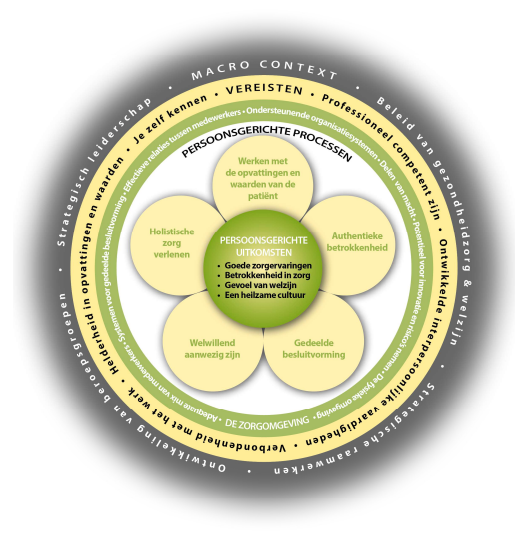 MACRO CONTEXT
•
Beleid van gezondheidzorg & welzijn
•
Strategische raamwerken
•
Ontwikkeling van beroepsgroepen
•
Strategisch leiderschap
•
VEREISTEN • Professioneel competent zijn • Ontwikkelde interpersoonlijke vaardigheden • Verbondenheid met het werk • Helderheid in opvattingen en waarden • Je zelf kennen •
DE ZORGOMGEVING • Adequate mix van medewerkers • Systemen voor gedeelde besluitvorming • Effectieve relaties tussen medewerkers • Ondersteunende organisatiesystemen • Delen van macht • Potentieel voor innovatie en risico's nemen • De fysieke omgeving •
PERSOONSGERICHTE PROCESSEN
Werken met
de opvattingen en
waarden van de
patiënt
Authentieke
betrokkenheid
Gedeelde
besluitvorming
Welwillend
aanwezig zijn
Holistische
zorg
verlenen
PERSOONSGERICHTE
UITKOMSTEN
• Goede zorgervaringen
• Betrokkenheid in zorg
• Gevoel van welzijn
• Een heilzame cultuur